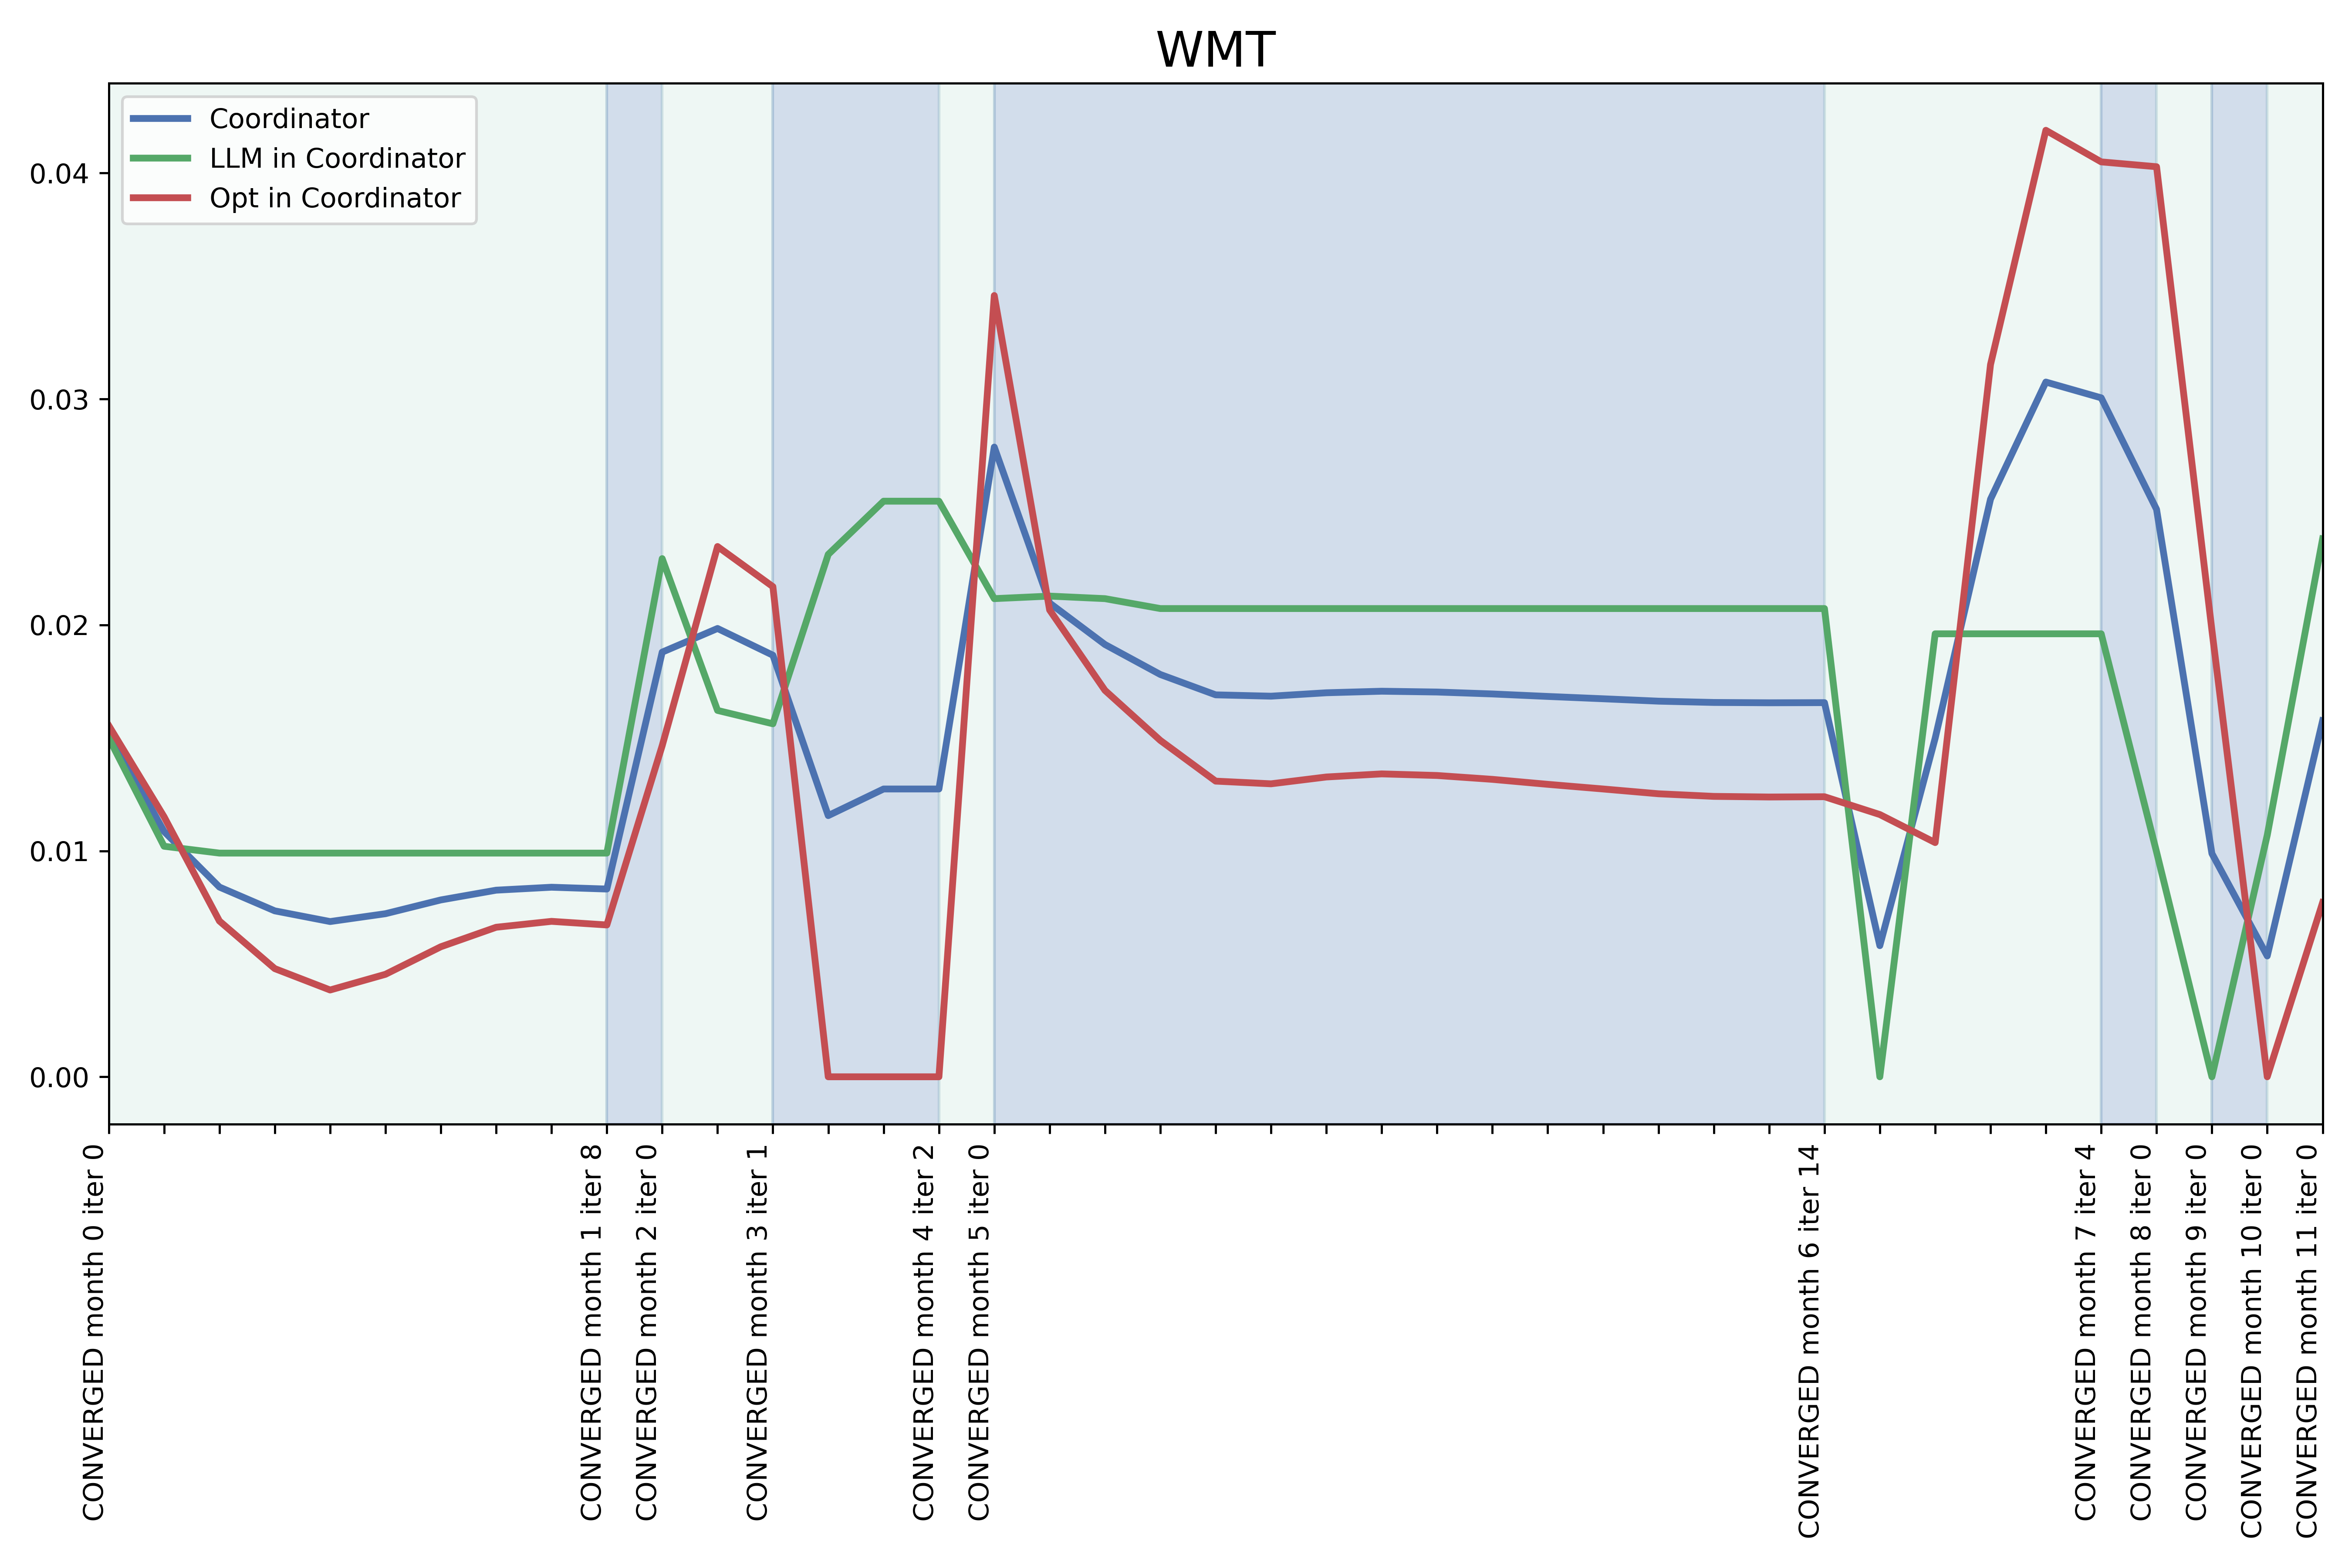 WMT
Coordinator
LLM in Coordinator
Opt in Coordinator
0.04
0.03
0.02
0.01
0.00
CONVERGED month 0 iter 0
CONVERGED month 1 iter 8
CONVERGED month 2 iter 0
CONVERGED month 3 iter 1
CONVERGED month 4 iter 2
CONVERGED month 5 iter 0
CONVERGED month 6 iter 14
CONVERGED month 7 iter 4
CONVERGED month 8 iter 0
CONVERGED month 9 iter 0
CONVERGED month 10 iter 0
CONVERGED month 11 iter 0